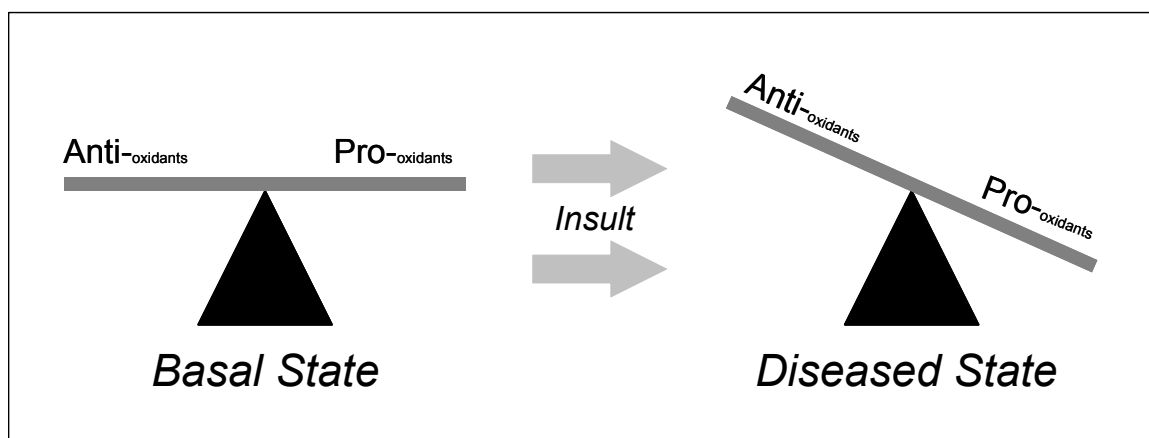 Anti-oxidants Pro-oxidants
Insult
Anti-oxidants
Pro-oxidants
Basal State
Diseased State